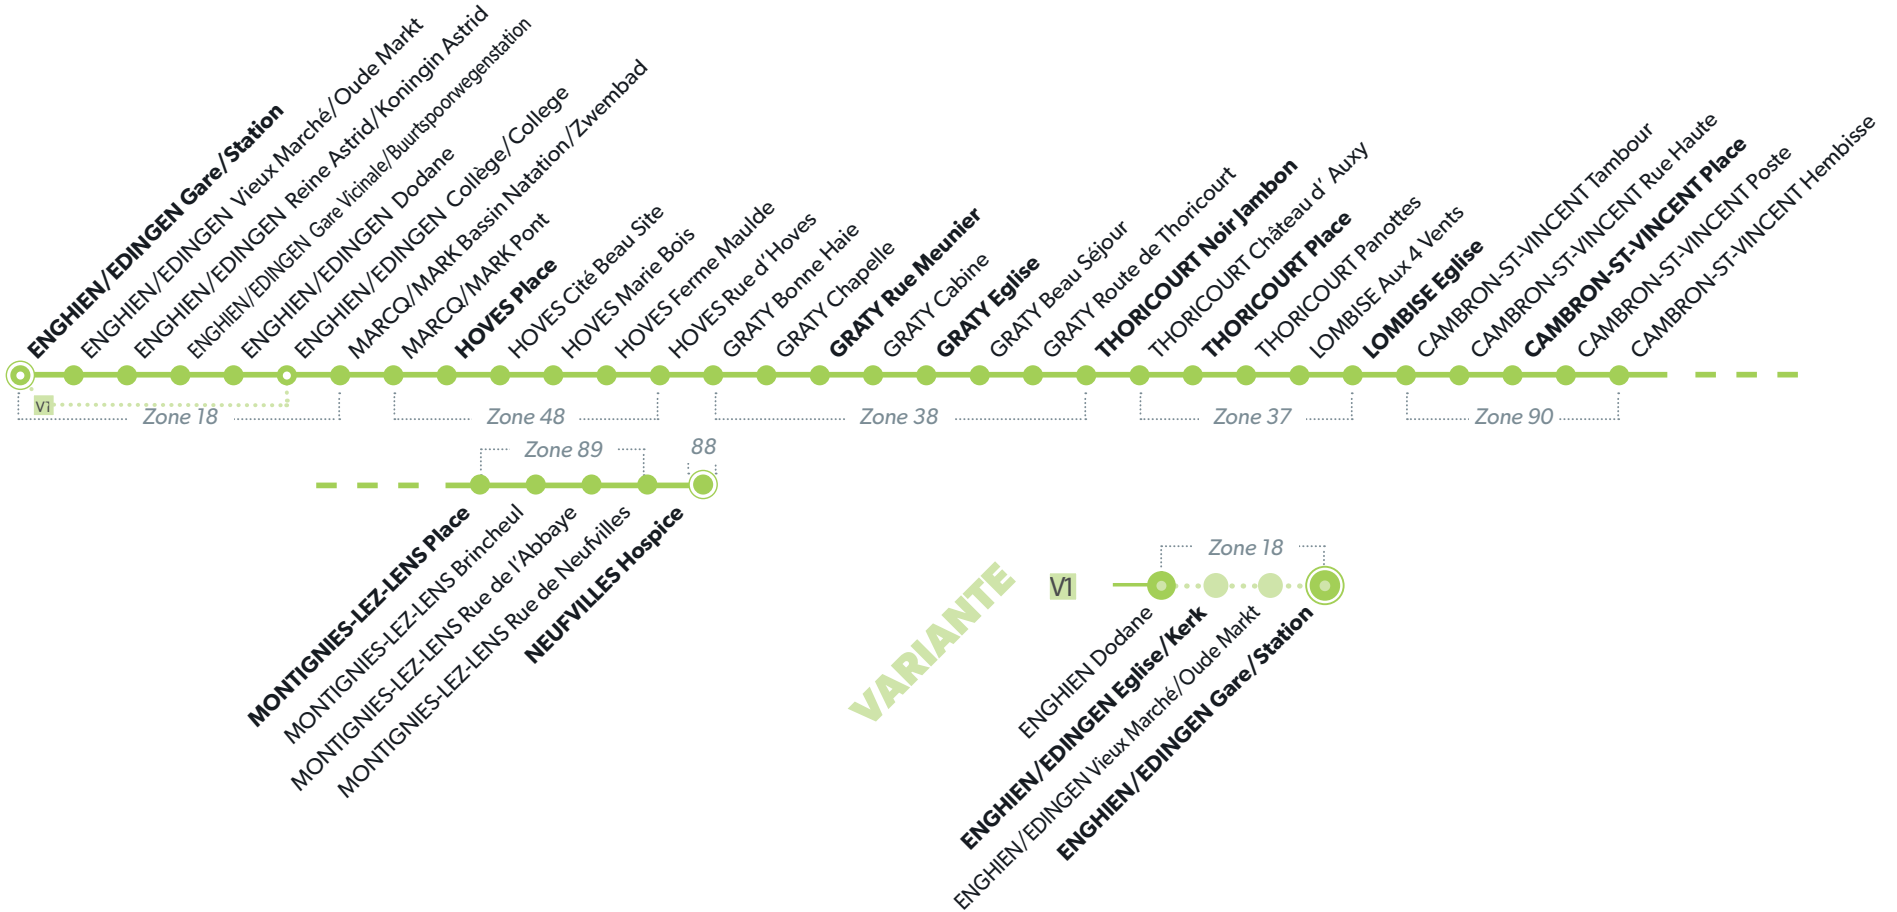 ENGHIEN/EDINGEN Gare/Station
ENGHIEN/EDINGEN Vieux Marché/Oude Markt
ENGHIEN/EDINGEN Reine Astrid/Koningin Astrid
ENGHIEN/EDINGEN Gare Vicinale/Buurtspoorwegenstation
ENGHIEN/EDINGEN Dodane
ENGHIEN/EDINGEN Collège/College
MARCQ/MARK Bassin Natation/Zwembad
MARCQ/MARK Pont
HOVES Place
HOVES Cité Beau Site
HOVES Marie Bois
HOVES Ferme Maulde
HOVES Rue d'Hoves
GRATY Bonne Haie
GRATY Chapelle
GRATY Rue Meunier
GRATY Cabine
GRATY Eglise
GRATY Beau Séjour
GRATY Route de Thoricourt
THORICOURT Noir Jambon
THORICOURT Château d' Auxy
THORICOURT Place
THORICOURT Panottes
LOMBISE Aux 4 Vents
LOMBISE Eglise
CAMBRON-ST-VINCENT Tambour
CAMBRON-ST-VINCENT Rue Haute
CAMBRON-ST-VINCENT Place
CAMBRON-ST-VINCENT Poste
CAMBRON-ST-VINCENT Hembisse
V1
Zone 18
Zone 48
Zone 38
Zone 37
Zone 90
Zone 89
88
MONTIGNIES-LEZ-LENS Place
MONTIGNIES-LEZ-LENS Brincheul
MONTIGNIES-LEZ-LENS Rue de l'Abbaye
MONTIGNIES-LEZ-LENS Rue de Neufvilles
NEUFVILLES Hospice
VARIANTE
V1
Zone 18
ENGHIEN Dodane
ENGHIEN/EDINGEN Eglise/Kerk
ENGHIEN/EDINGEN Vieux Marché/Oude Markt
ENGHIEN/EDINGEN Gare/Station